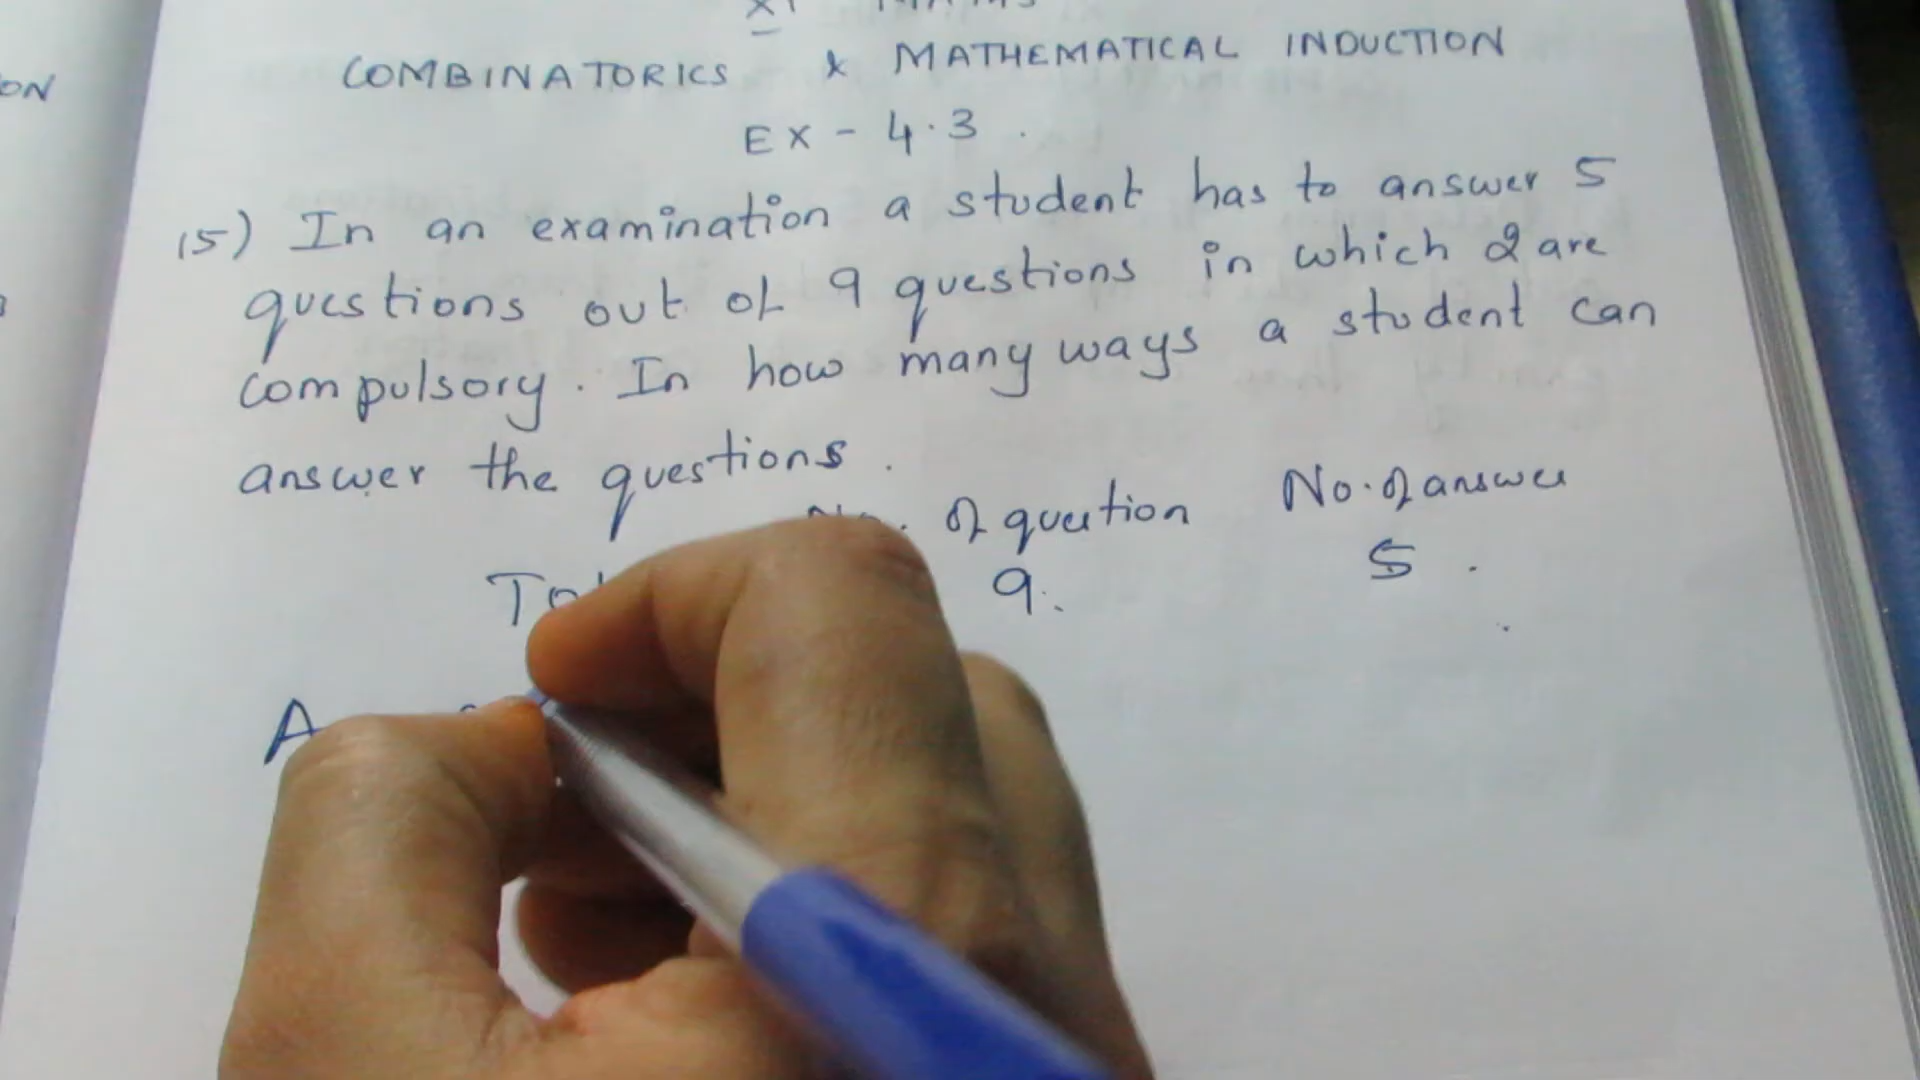 ON
COMBINATORICS & MATHEMATICAL INDUCTION
EX - 4.3.
15) In an examination a student has to answer 5
questions out of 9 questions in which 2 are
compulsory. In how many ways a student can
answer the questions.
of question No. of answer
9. 5.